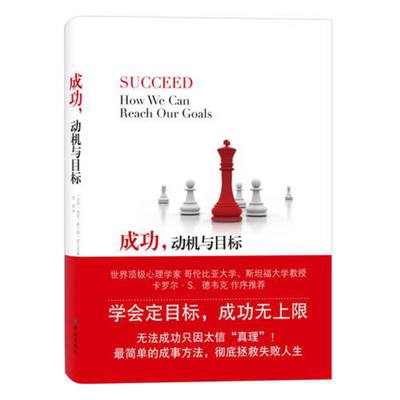 成功，动机与目标
SUCCEED
How We Can
Reach Our Goals
成功，动机与目标
世界顶级心理学家 哥伦比亚大学、斯坦福大学教授
卡罗尔·S. 德韦克 作序推荐
学会定目标，成功无上限
无法成功只因太信“真理”！
最简单的成事方法，彻底拯救失败人生